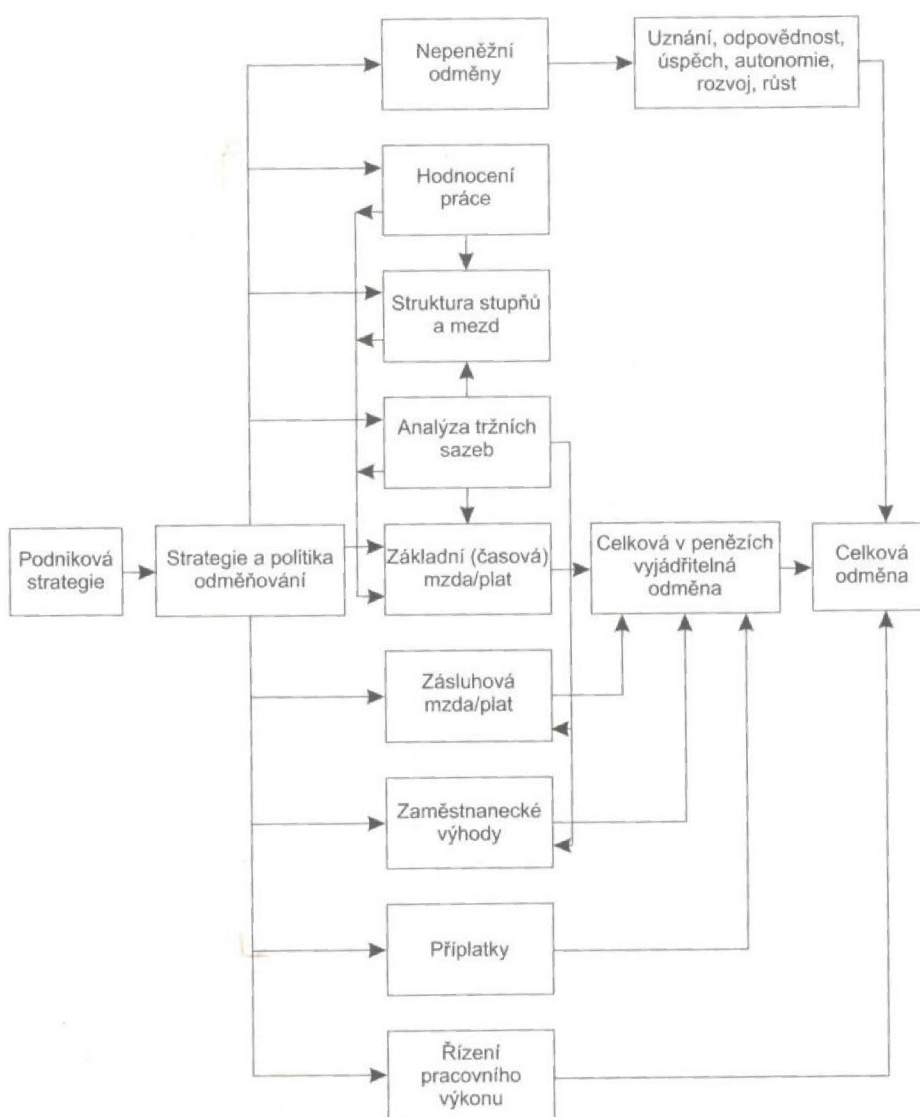 Nepeněžní
odměny
Uznání, odpovědnost,
úspěch, autonomie,
rozvoj, růst
Hodnocení
práce
Struktura stupňů
a mezd
Analýza tržních
sazeb
Podniková
strategie
Strategie a politika
odměňování
Základní (časová)
mzda/plat
Celková v penězích
vyjádřitelná
odměna
Celková
odměna
Zásluhová
mzda/plat
Zaměstnanecké
výhody
Příplatky
Řízení
pracovního
výkonu